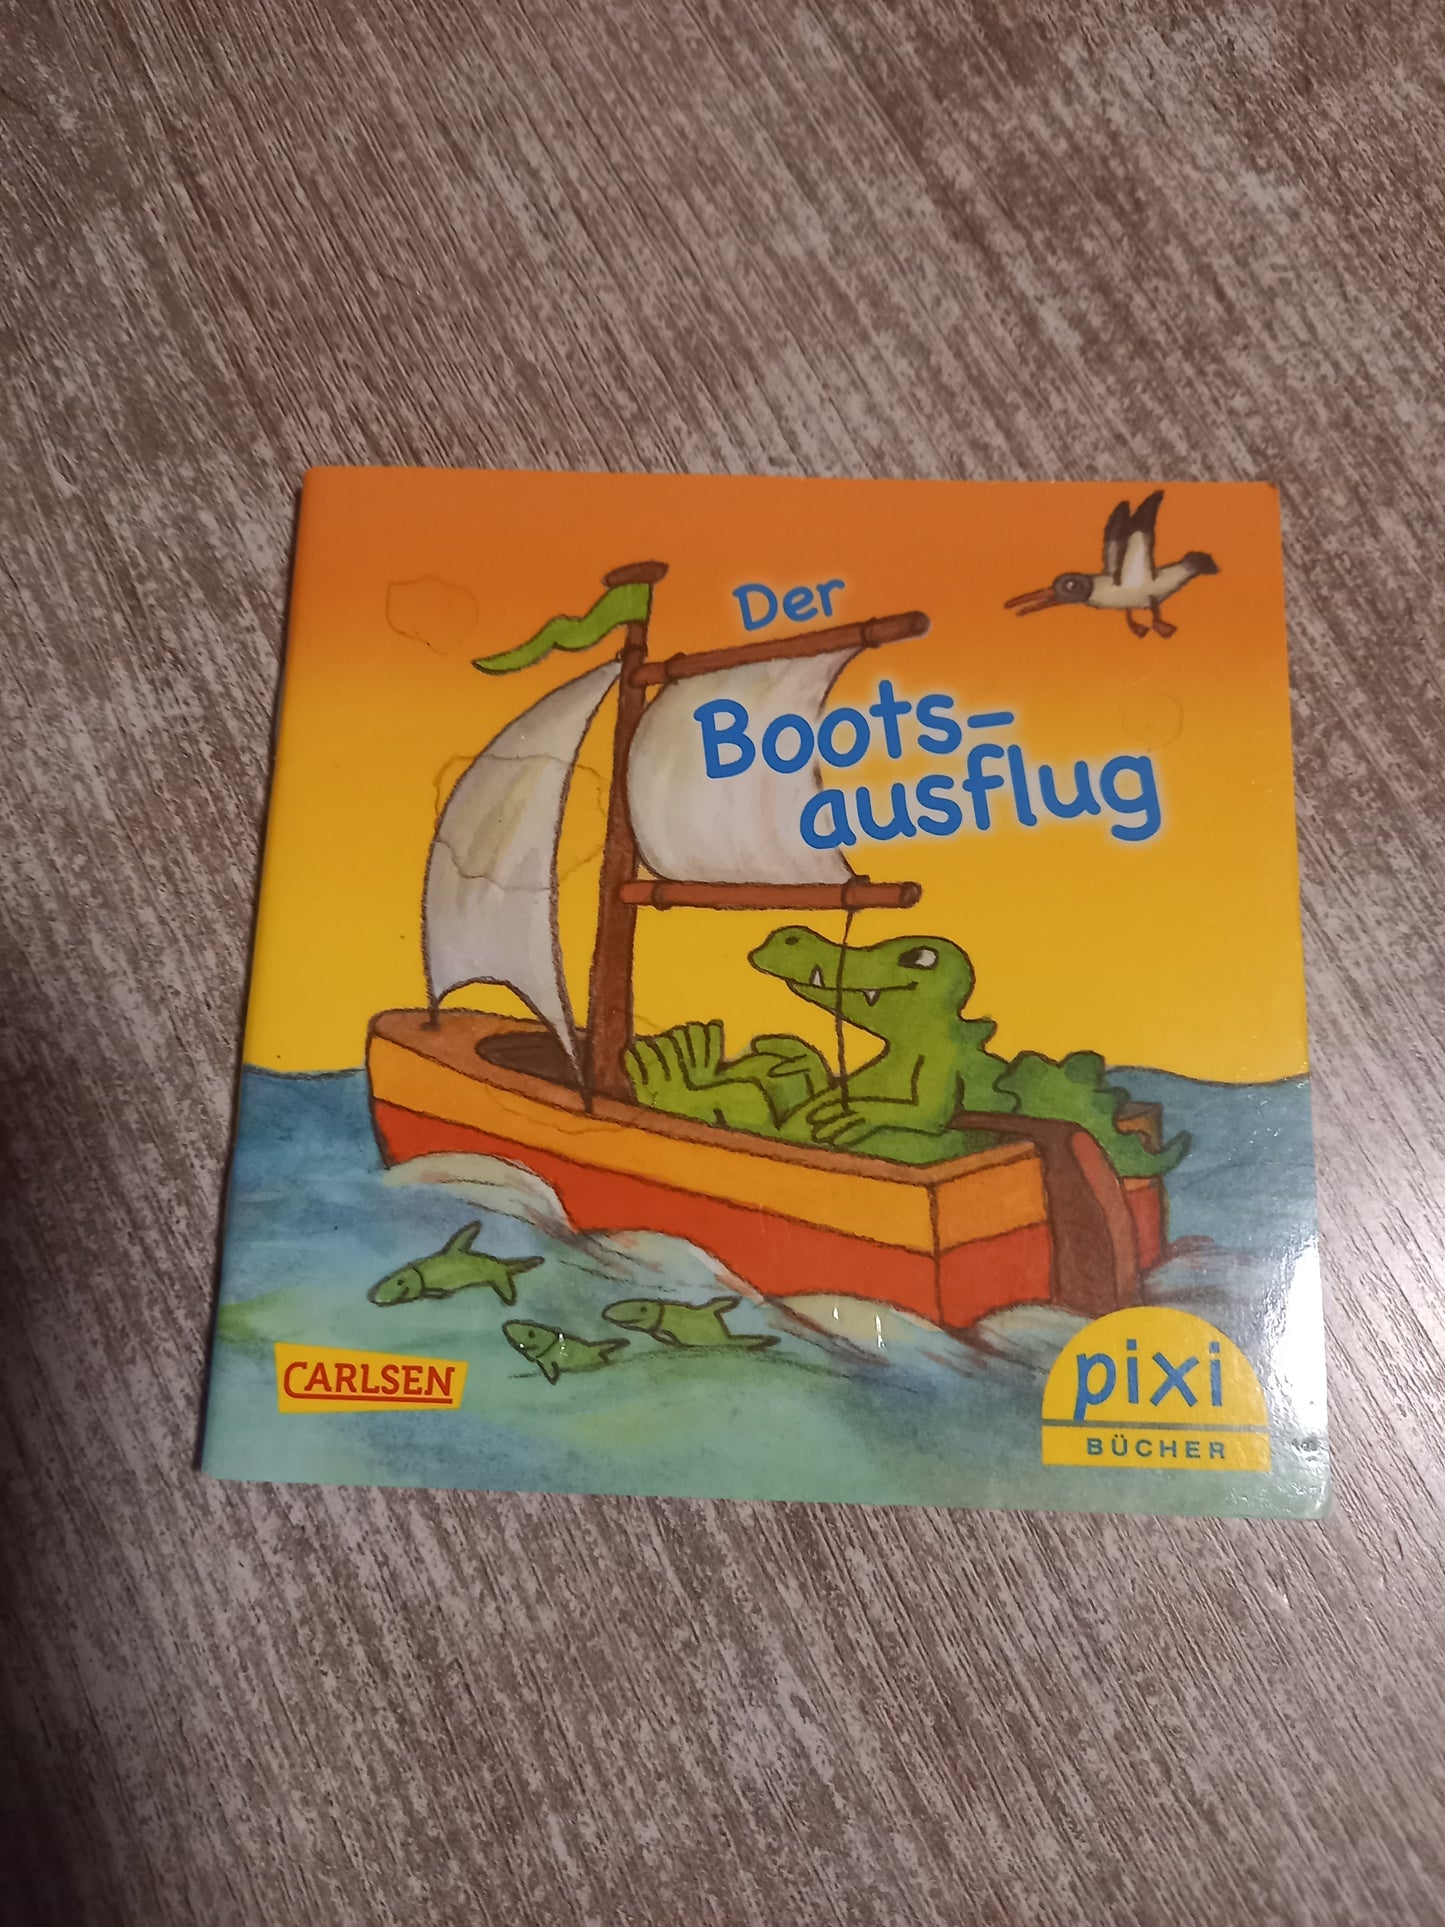 Der
Boots-
ausflug
CARLSEN
pixi
BÜCHER